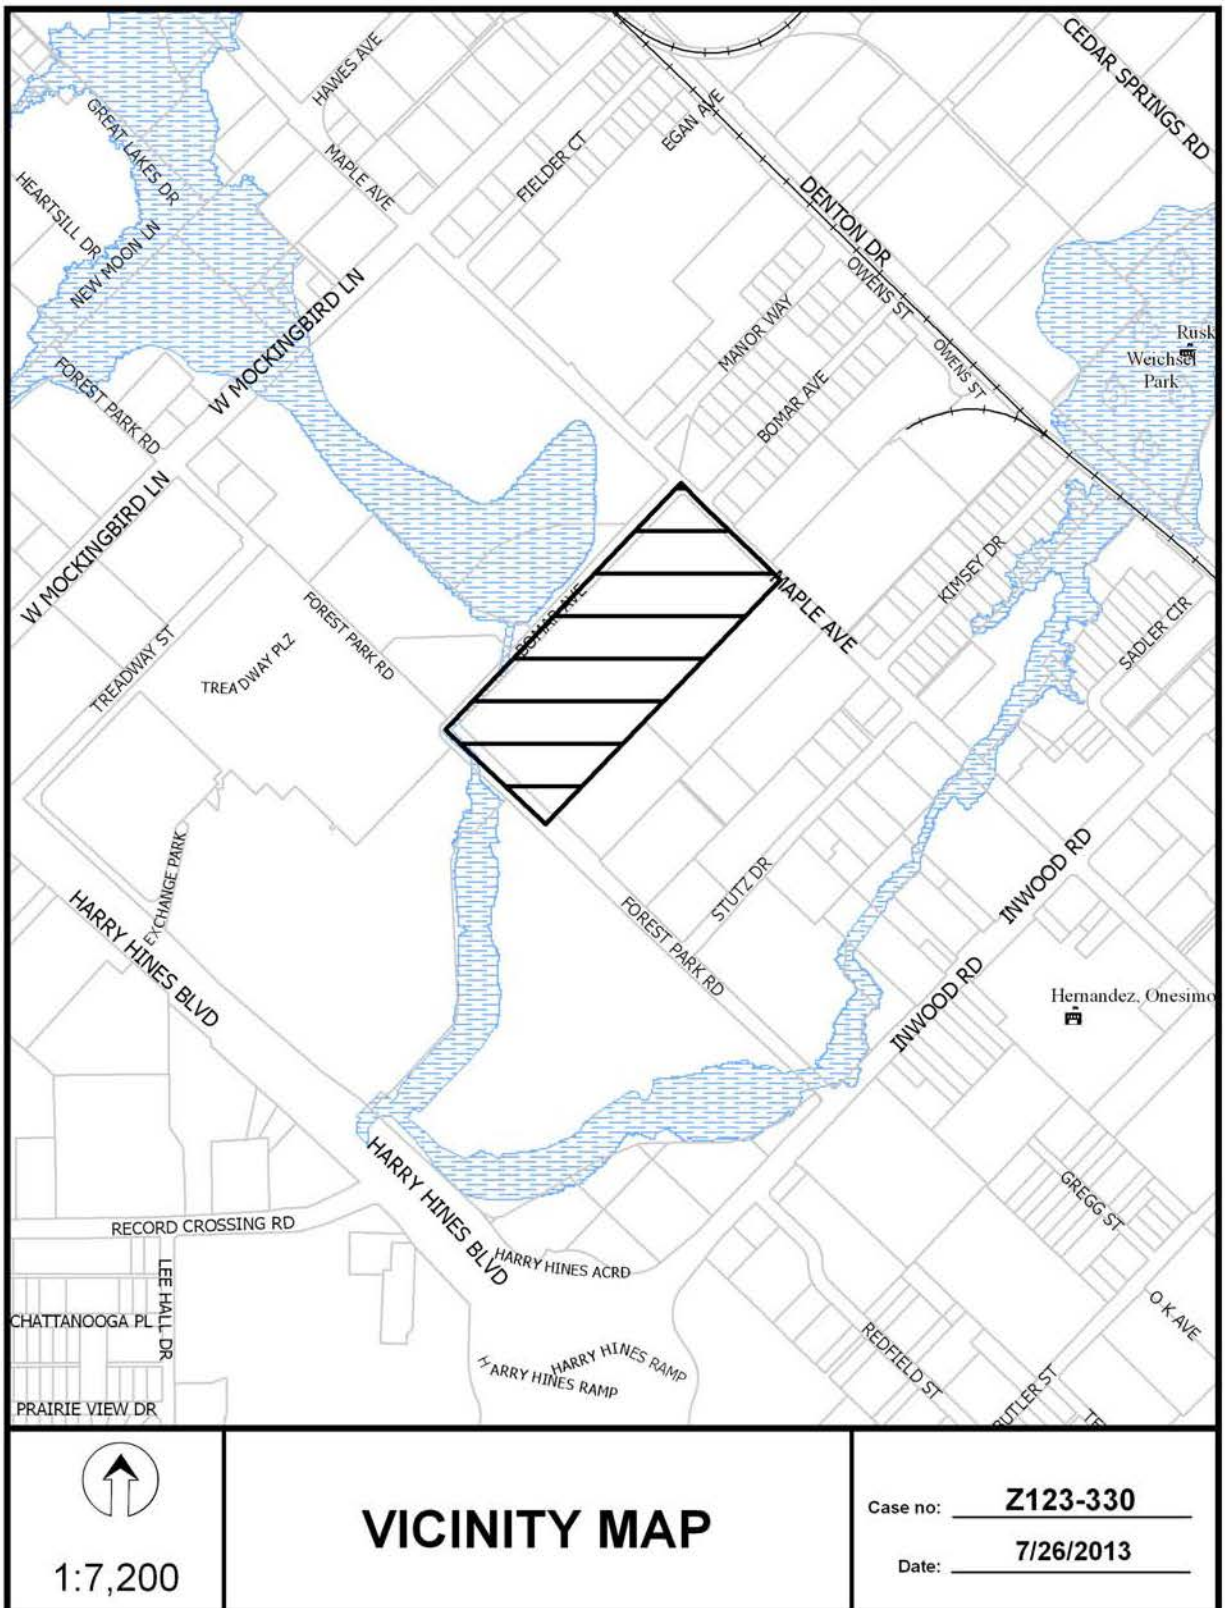 CEDAR SPRINGS RD
HAWES AVE
GREAT LAKES DR
MAPLE AVE
FIELDER CT
EGAN AVE
HEARTSILL DR
NEW MOON LN
DENTON DR
OWENS ST
W MOCKINGBIRD LN
MANOR WAY
OWENS ST
Rusk
Weichsel
Park
FOREST PARK RD
BOMAR AVE
W MOCKINGBIRD LN
KIMSEY DR
MAPLE AVE
BOMAR AVE
FOREST PARK RD
SADLER CIR
TREADWAY ST
TREADWAY PLZ
EXCHANGE PARK
STUTZ DR
INWOOD RD
HARRY HINES BLVD
FOREST PARK RD
INWOOD RD
Hernandez, Onesimo
HARRY HINES BLVD
GREGG ST
RECORD CROSSING RD
HARRY HINES ACRD
LEE HALL DR
CHATTANOOGA PL
O K AVE
HARRY HINES RAMP
HARRY HINES RAMP
REDFIELD ST
BUTLER ST
TE
PRAIRIE VIEW DR
1:7,200
VICINITY MAP
Case no: Z123-330
Date: 7/26/2013